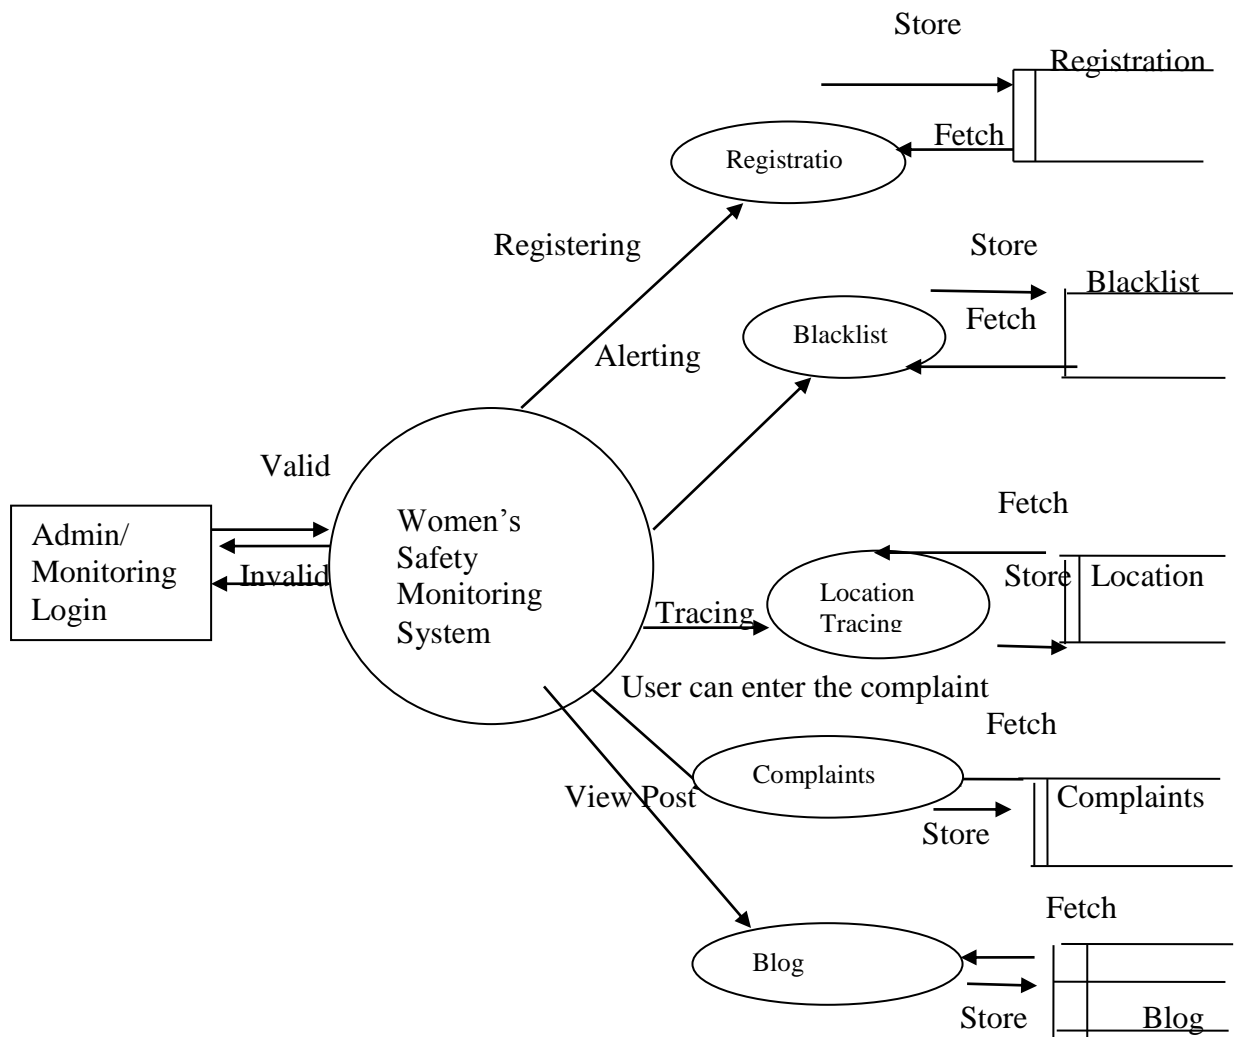 Store
Registration
Fetch
Registratio
Registering
Store
Blacklist
Fetch
Blacklist
Alerting
Valid
Fetch
Admin/
Monitoring
Login
Invalid
Women’s
Safety
Monitoring
System
Store
Location
Location
Tracing
Tracing
User can enter the complaint
Fetch
Complaints
View Post
Complaints
Store
Fetch
Blog
Store
Blog